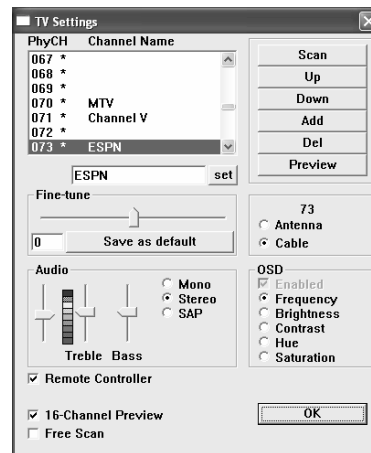 TV Settings
PhyCH Channel Name
067 *
068 *
069 *
070 * MTV
071 * Channel V
072 *
073 * ESPN
ESPN set
Scan
Up
Down
Add
Del
Preview
Fine-tune
0 Save as default
73
Antenna
Cable
Audio
Mono
Stereo
SAP
Treble Bass
OSD
Enabled
Frequency
Brightness
Contrast
Hue
Saturation
Remote Controller
16-Channel Preview
Free Scan
OK